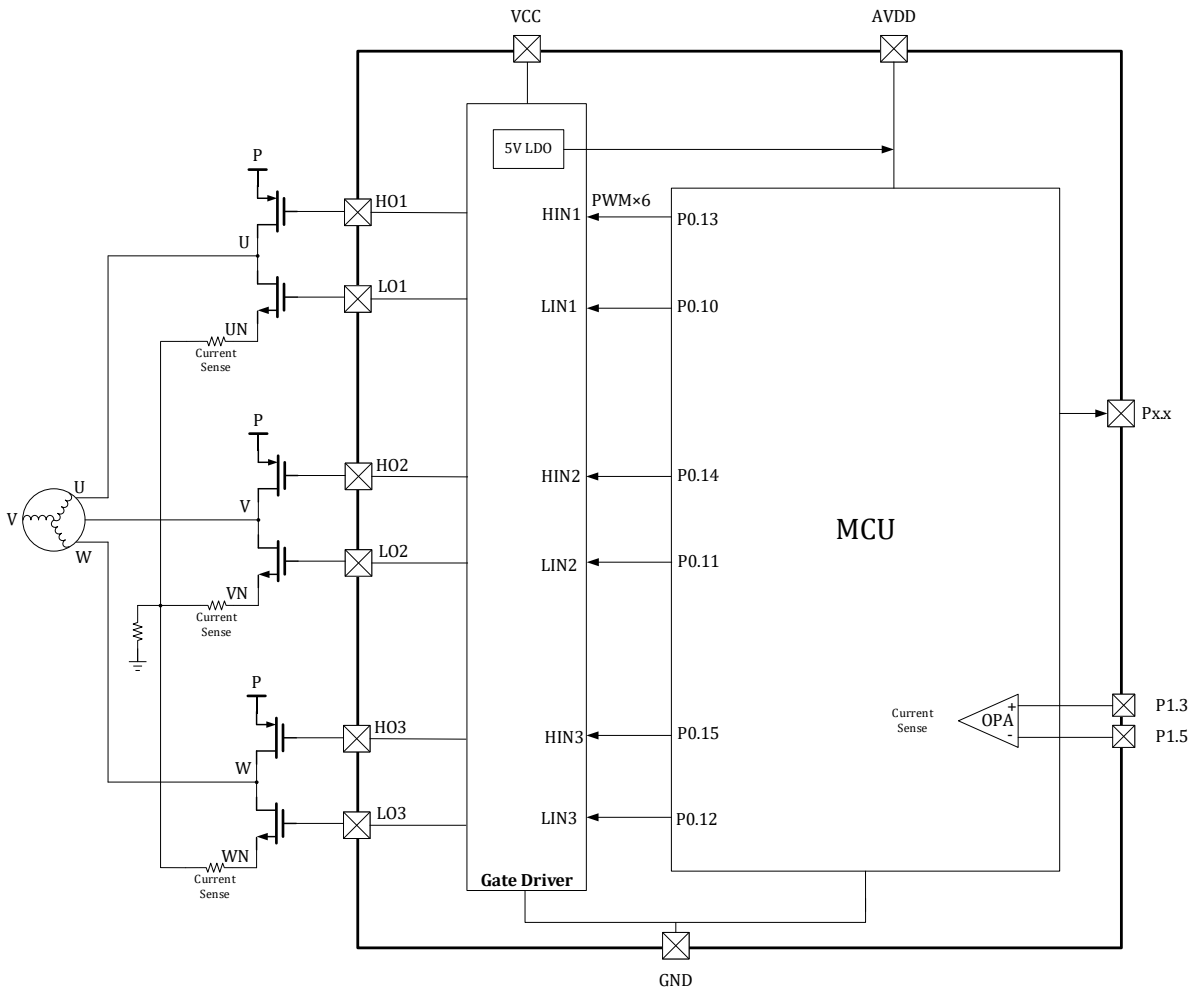 VCC
AVDD
5V LDO
P
HO1
HIN1
PWM×6
P0.13
U
LO1
LIN1
P0.10
UN
Current
Sense
P
HO2
HIN2
P0.14
Px.x
V
U
V
W
MCU
LO2
LIN2
P0.11
VN
Current
Sense
P
HO3
HIN3
P0.15
W
Current
Sense
OPA
+
-
P1.3
P1.5
LO3
LIN3
P0.12
WN
Current
Sense
Gate Driver
GND